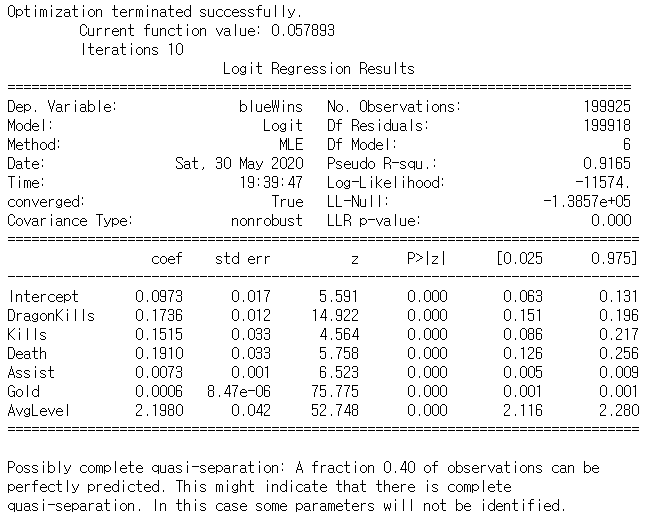 Optimization terminated successfully.
         Current function value: 0.057893
         Iterations 10
                           Logit Regression Results
==============================================================================
Dep. Variable:               blueWins   No. Observations:               199925
Model:                          Logit   Df Residuals:                   199918
Method:                           MLE   Df Model:                            6
Date:                Sat, 30 May 2020   Pseudo R-squ.:                  0.9165
Time:                        19:39:47   Log-Likelihood:                -11574.
converged:                       True   LL-Null:                   -1.3857e+05
Covariance Type:            nonrobust   LLR p-value:                     0.000
===============================================================================
                  coef    std err          z      P>|z|      [0.025      0.975]
-------------------------------------------------------------------------------
Intercept       0.0973      0.017      5.591      0.000       0.063       0.131
DragonKills     0.1736      0.012     14.922      0.000       0.151       0.196
Kills           0.1515      0.033      4.564      0.000       0.086       0.217
Death           0.1910      0.033      5.758      0.000       0.126       0.256
Assist          0.0073      0.001      6.523      0.000       0.005       0.009
Gold            0.0006   8.47e-06     75.775      0.000       0.001       0.001
AvgLevel        2.1980      0.042     52.748      0.000       2.116       2.280
===============================================================================
Possibly complete quasi-separation: A fraction 0.40 of observations can be
perfectly predicted. This might indicate that there is complete
quasi-separation. In this case some parameters will not be identified.